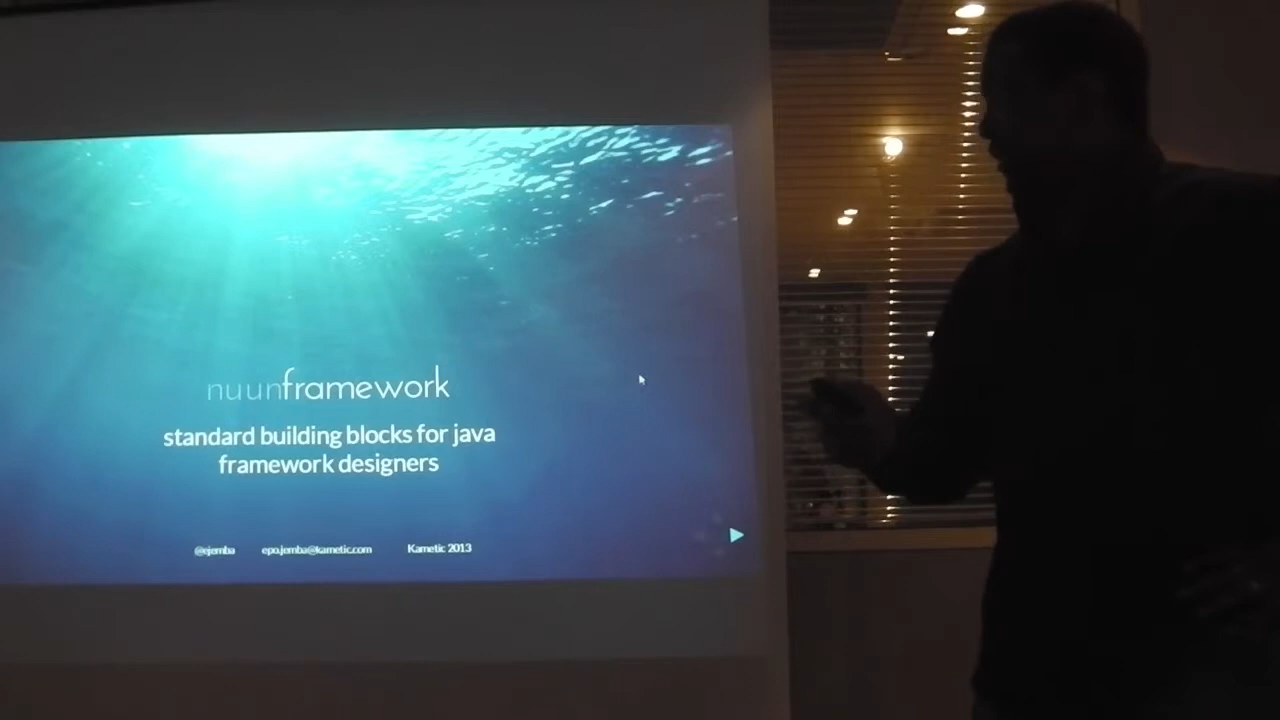 nuunframework
standard building blocks for java
framework designers
@ejemba epo.jemba@kametic.com Kametic 2013